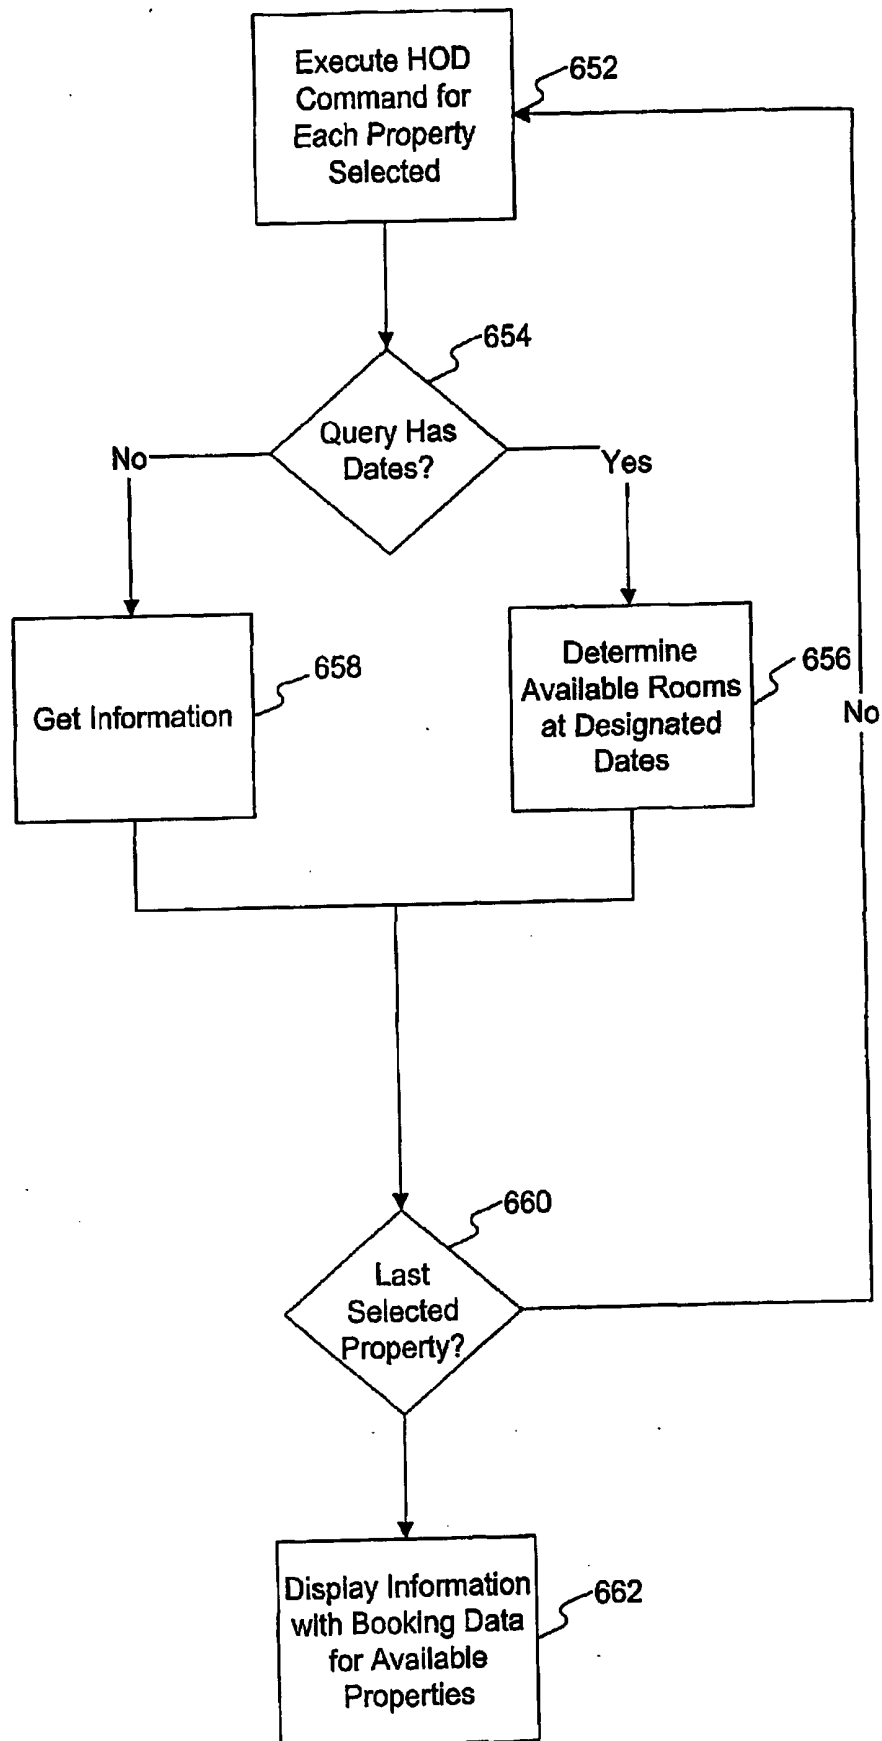 Execute HOD
Command for
Each Property
Selected
652
654
Query Has
Dates?
No
Yes
658
Get Information
Determine
Available Rooms
at Designated
Dates
656
No
660
Last
Selected
Property?
Display Information
with Booking Data
for Available
Properties
662